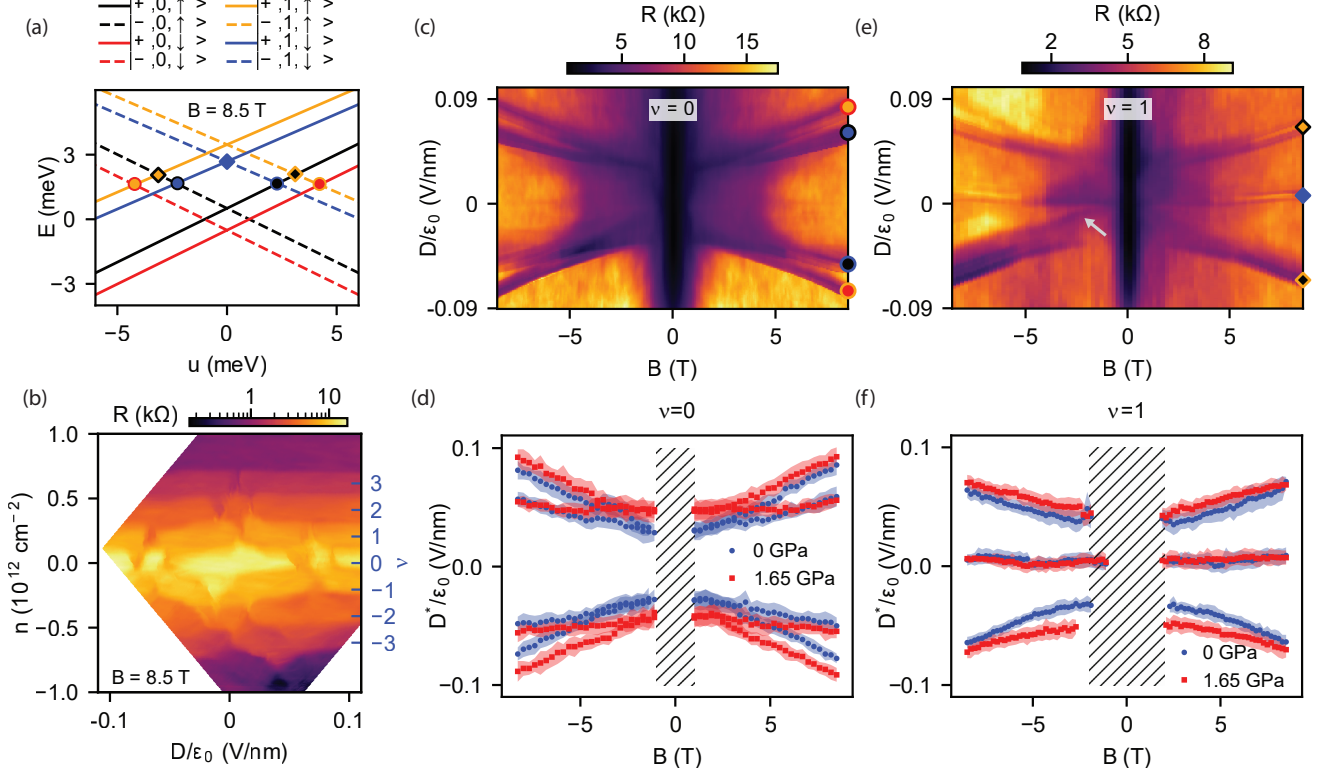 (a)
|+ ,0,↑ > |+ ,1,↑ >
|− ,0,↑ > |− ,1,↑ >
|+ ,0,↓ > |+ ,1,↓ >
|− ,0,↓ > |− ,1,↓ >
B = 8.5 T
E (meV)
3
0
−3
−5 0 5
u (meV)
(b)
R (kΩ)
1 10
n (10^12 cm^−2)
1.0
0.5
0.0
−0.5
−1.0
3
2
1
0
−1
−2
−3
ν
B = 8.5 T
-0.1 0 0.1
D/ε0 (V/nm)
(c)
R (kΩ)
5 10 15
ν = 0
D/ε0 (V/nm)
0.09
0
-0.09
−5 0 5
B (T)
(d)
ν=0
D*/ε0 (V/nm)
0.1
0.0
−0.1
0 GPa
1.65 GPa
−5 0 5
B (T)
(e)
R (kΩ)
2 5 8
ν = 1
D/ε0 (V/nm)
0.09
0
-0.09
−5 0 5
B (T)
(f)
ν=1
D*/ε0 (V/nm)
0.1
0.0
−0.1
0 GPa
1.65 GPa
−5 0 5
B (T)